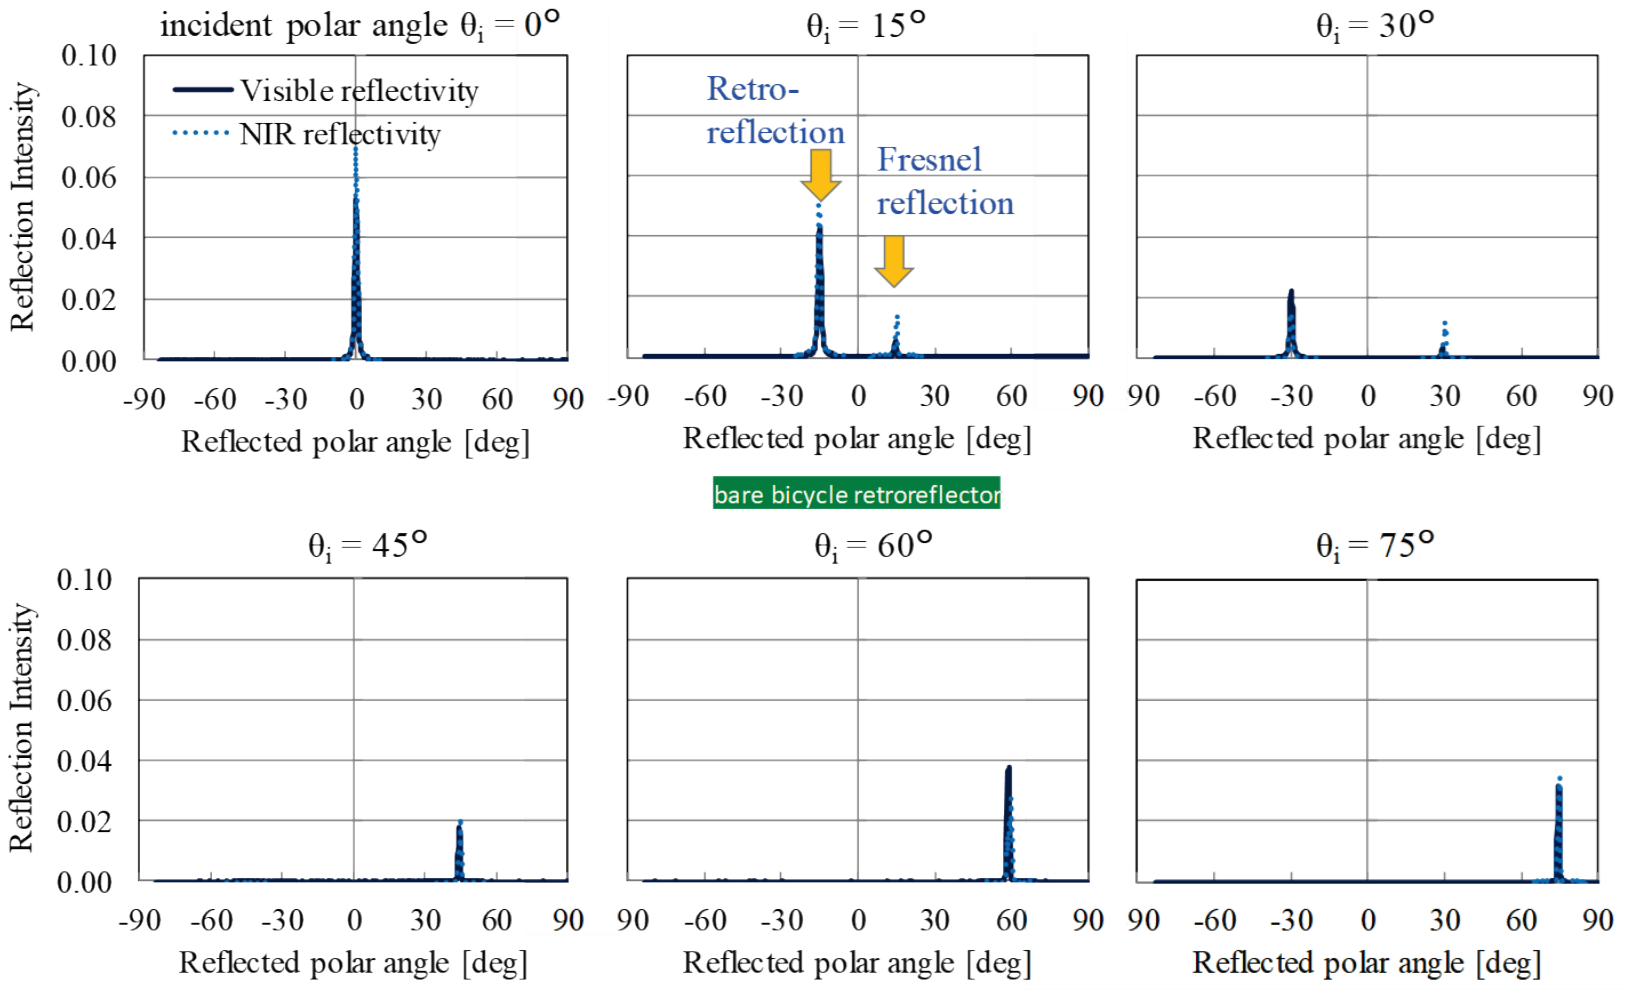 incident polar angle θi = 0°
θi = 15°
θi = 30°
Reflection Intensity
0.10
0.08
0.06
0.04
0.02
0.00
Visible reflectivity
NIR reflectivity
Retro-
reflection
Fresnel
reflection
-90 -60 -30 0 30 60 90
-90 -60 -30 0 30 60 90
-90 -60 -30 0 30 60 90
Reflected polar angle [deg]
Reflected polar angle [deg]
Reflected polar angle [deg]
bare bicycle retroreflector
θi = 45°
θi = 60°
θi = 75°
Reflection Intensity
0.10
0.08
0.06
0.04
0.02
0.00
-90 -60 -30 0 30 60 90
90 -60 -30 0 30 60 90
90 -60 -30 0 30 60 90
Reflected polar angle [deg]
Reflected polar angle [deg]
Reflected polar angle [deg]